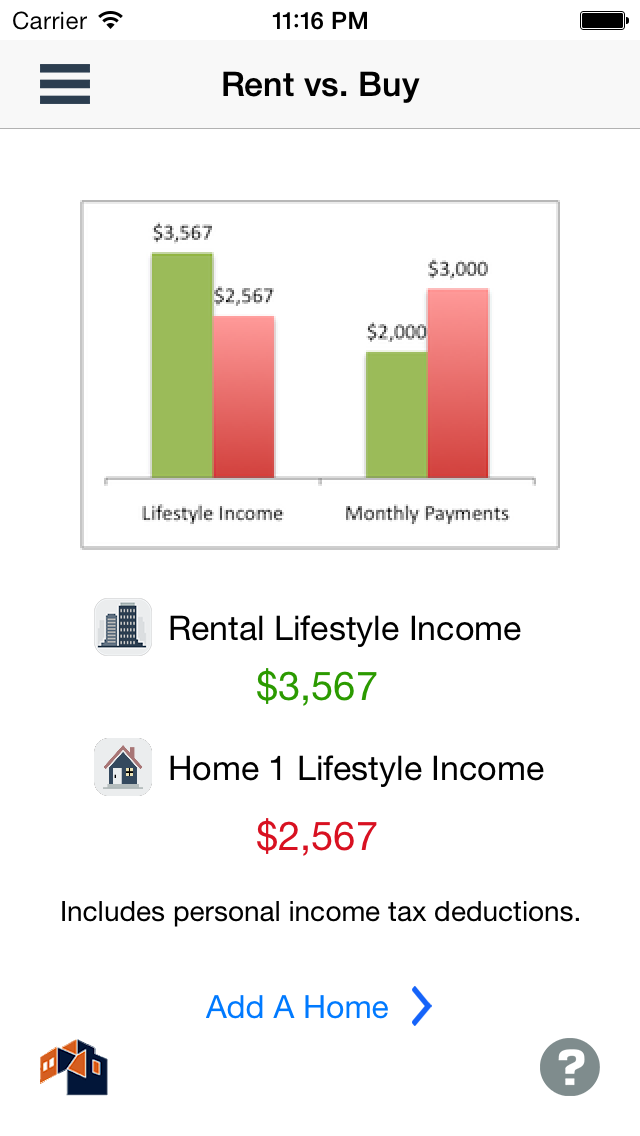 Carrier 11:16 PM
Rent vs. Buy
$3,567
$2,567
$3,000
$2,000
Lifestyle Income Monthly Payments
Rental Lifestyle Income
$3,567
Home 1 Lifestyle Income
$2,567
Includes personal income tax deductions.
Add A Home
?